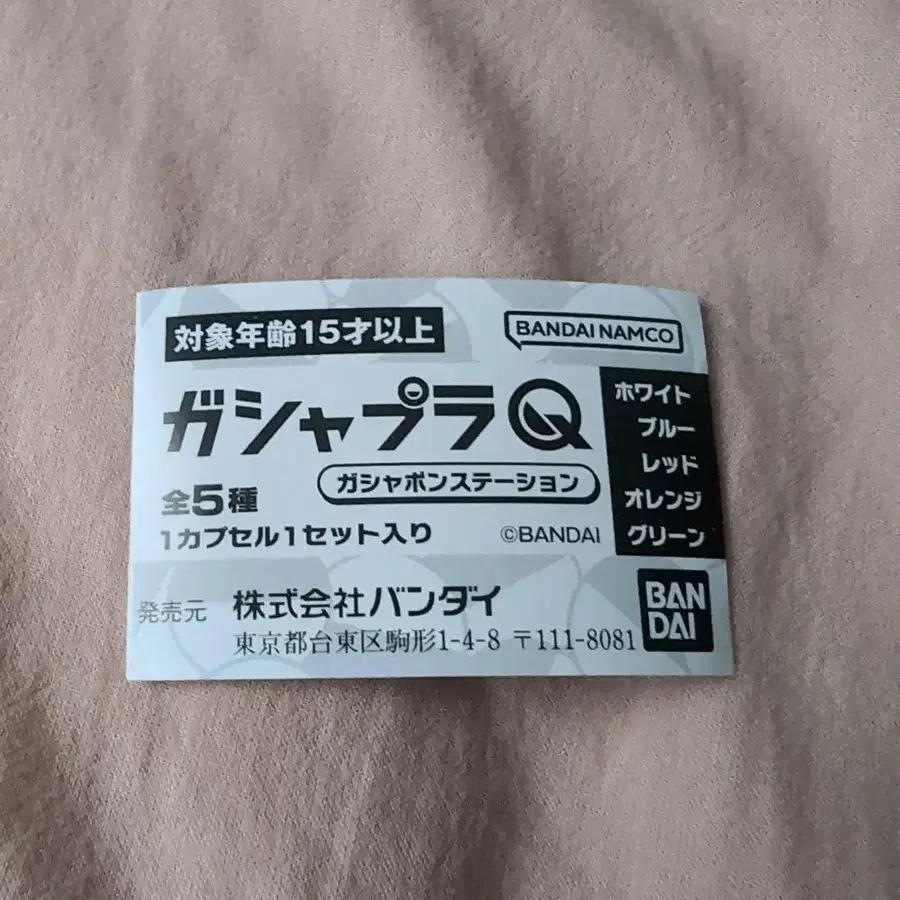 対象年齢15才以上
BANDAI NAMCO
ガシャプラQ
ガシャポンステーション
全5種
1カプセル1セット入り
©BANDAI
ホワイト
ブルー
レッド
オレンジ
グリーン
発売元 株式会社バンダイ
東京都台東区駒形1-4-8 〒111-8081
BAN
DAI